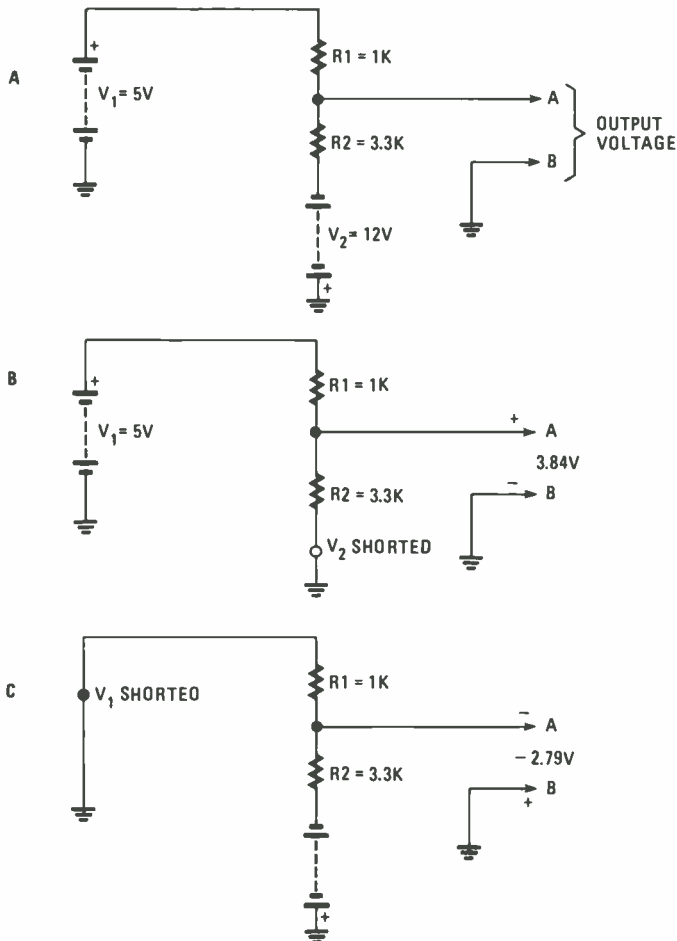 A
+
V₁ = 5V
R1 = 1K
R2 = 3.3K
V₂ = 12V
+
A
B
OUTPUT
VOLTAGE
B
+
V₁ = 5V
R1 = 1K
R2 = 3.3K
V₂ SHORTED
+ A
3.84V
– B
C
V₁ SHORTEO
R1 = 1K
R2 = 3.3K
+
– A
– 2.79V
B
+